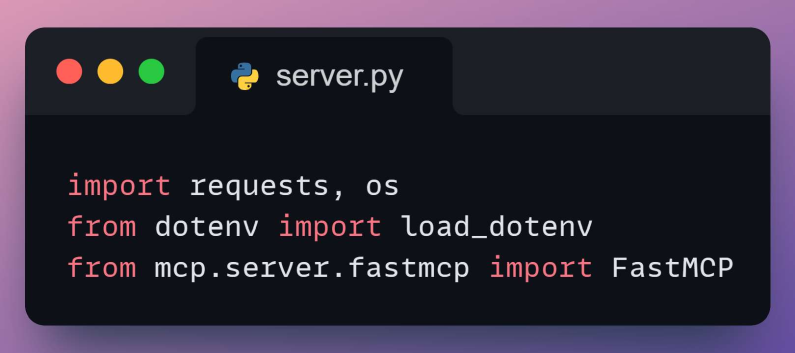 server.py
import requests, os
from dotenv import load_dotenv
from mcp.server.fastmcp import FastMCP